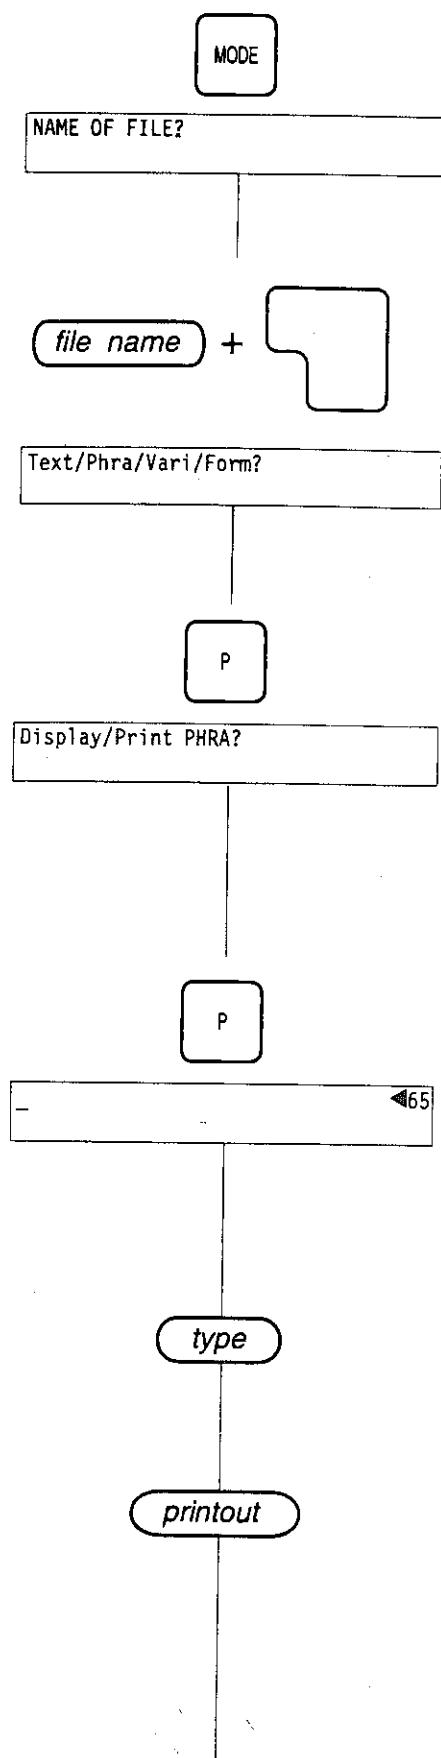 MODE
NAME OF FILE?
file name +
Text/Phra/Vari/Form?
P
Display/Print PHRA?
P
_ ◀65
type
printout